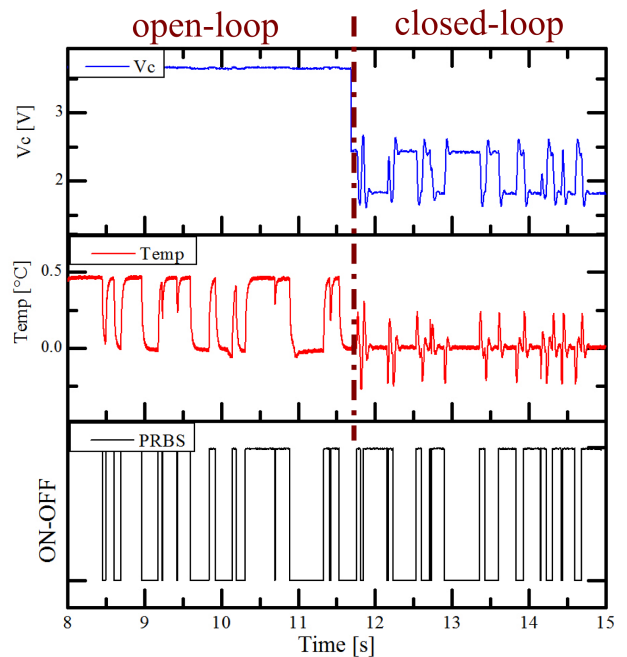 open-loop closed-loop
Vc
Vc [V]
4
2
Temp
Temp [°C]
0.5
0.0
PRBS
ON-OFF
8 9 10 11 12 13 14 15
Time [s]